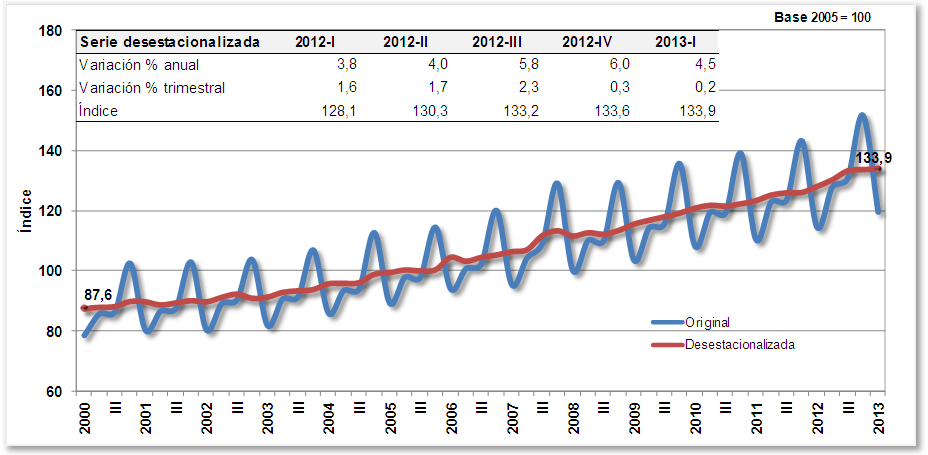 Base 2005 = 100
Serie desestacionalizada 2012-I 2012-II 2012-III 2012-IV 2013-I
Variación % anual 3,8 4,0 5,8 6,0 4,5
Variación % trimestral 1,6 1,7 2,3 0,3 0,2
Índice 128,1 130,3 133,2 133,6 133,9
180
160
140
120
100
80
60
Índice
133,9
87,6
Original
Desestacionalizada
2000 III 2001 III 2002 III 2003 III 2004 III 2005 III 2006 III 2007 III 2008 III 2009 III 2010 III 2011 III 2012 III 2013